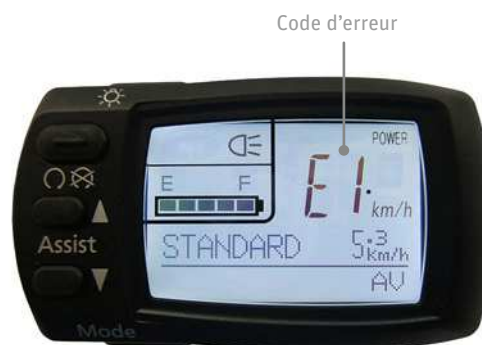 Code d'erreur
POWER
E F
E1.
km/h
Assist
STANDARD 5.3 km/h
AV
Mode